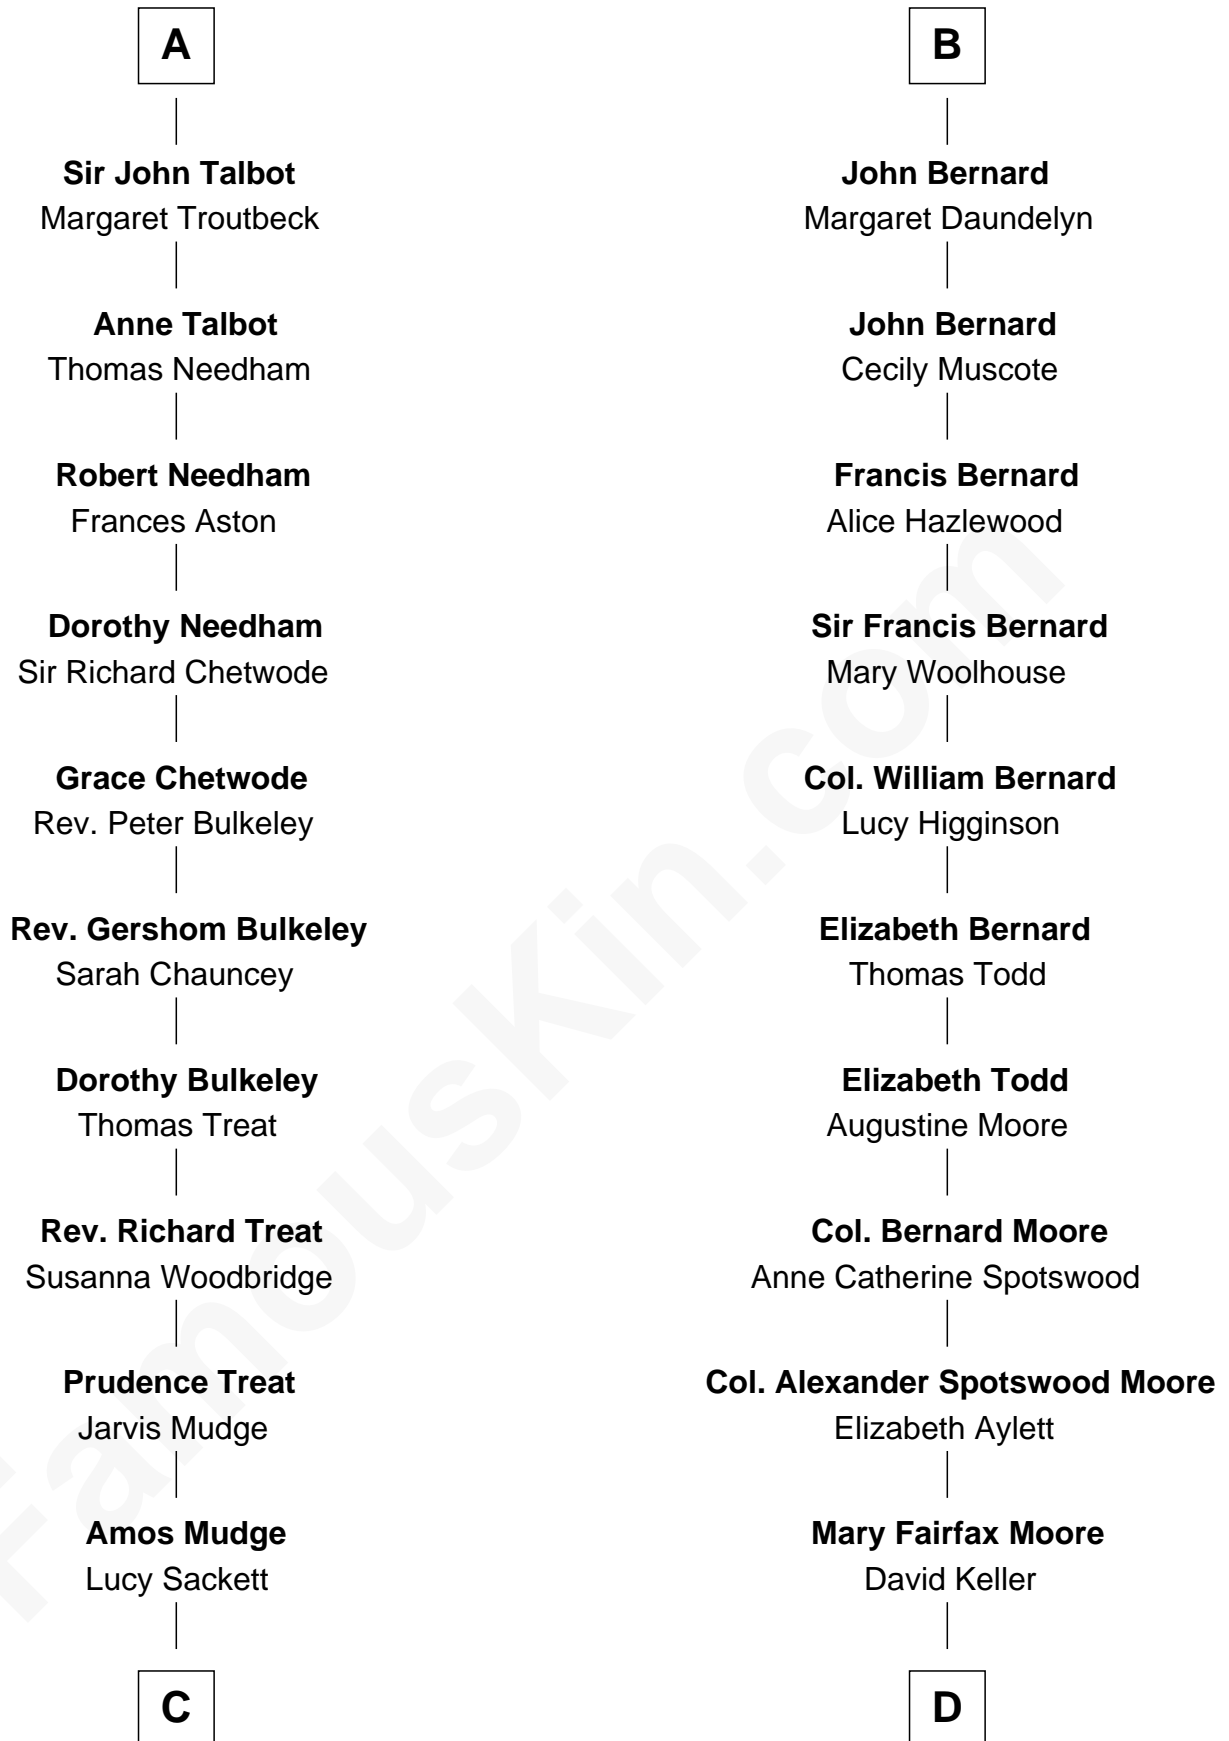 A
Sir John Talbot
Margaret Troutbeck
Anne Talbot
Thomas Needham
Robert Needham
Frances Aston
Dorothy Needham
Sir Richard Chetwode
Grace Chetwode
Rev. Peter Bulkeley
Rev. Gershom Bulkeley
Sarah Chauncey
Dorothy Bulkeley
Thomas Treat
Rev. Richard Treat
Susanna Woodbridge
Prudence Treat
Jarvis Mudge
Amos Mudge
Lucy Sackett
C
B
John Bernard
Margaret Daundelyn
John Bernard
Cecily Muscote
Francis Bernard
Alice Hazlewood
Sir Francis Bernard
Mary Woolhouse
Col. William Bernard
Lucy Higginson
Elizabeth Bernard
Thomas Todd
Elizabeth Todd
Augustine Moore
Col. Bernard Moore
Anne Catherine Spotswood
Col. Alexander Spotswood Moore
Elizabeth Aylett
Mary Fairfax Moore
David Keller
D
FamousKin.com